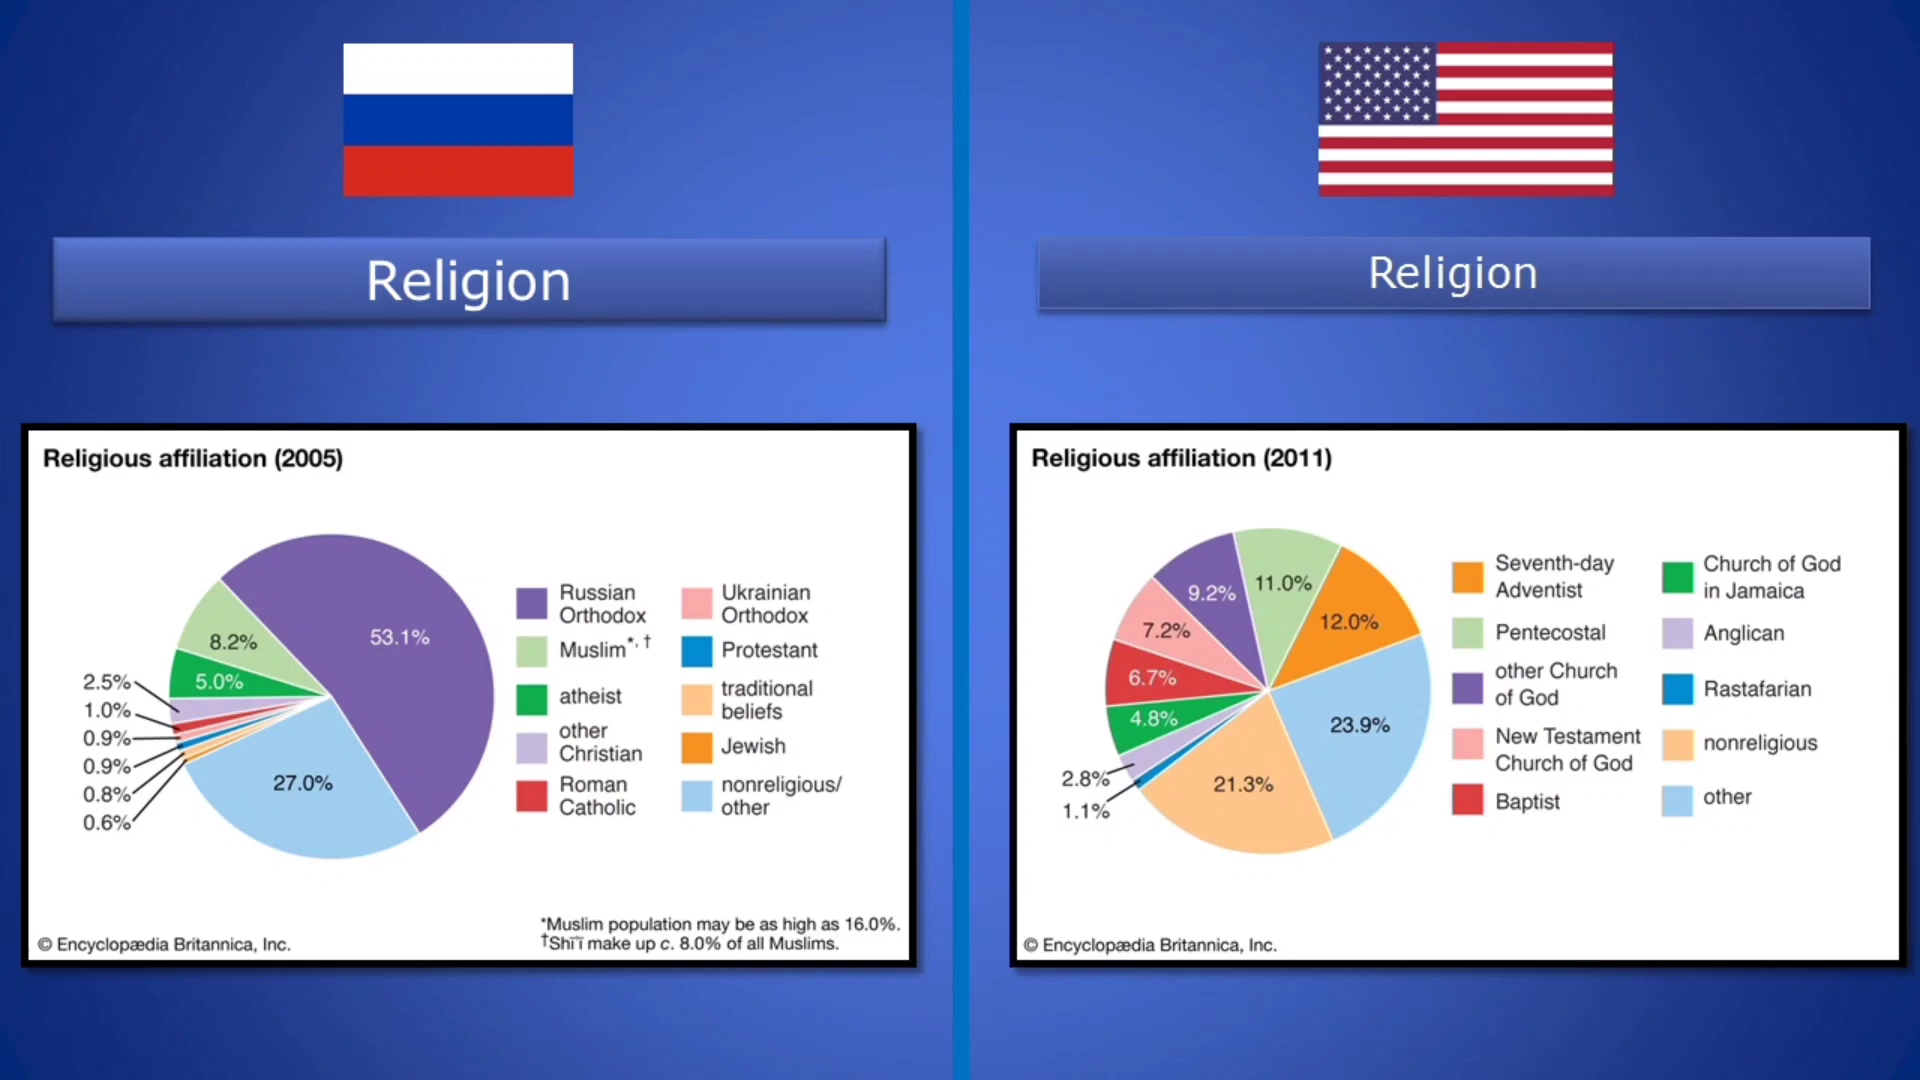 Religion
Religious affiliation (2005)
53.1%
8.2%
5.0%
2.5%
1.0%
0.9%
0.9%
0.8%
0.6%
27.0%
Russian
Orthodox
Muslim*,†
atheist
other
Christian
Roman
Catholic
Ukrainian
Orthodox
Protestant
traditional
beliefs
Jewish
nonreligious/
other
*Muslim population may be as high as 16.0%.
†Shīʿī make up c. 8.0% of all Muslims.
© Encyclopædia Britannica, Inc.
Religion
Religious affiliation (2011)
11.0%
9.2%
12.0%
7.2%
6.7%
4.8%
23.9%
2.8%
1.1%
21.3%
Seventh-day
Adventist
Pentecostal
other Church
of God
New Testament
Church of God
Baptist
Church of God
in Jamaica
Anglican
Rastafarian
nonreligious
other
© Encyclopædia Britannica, Inc.